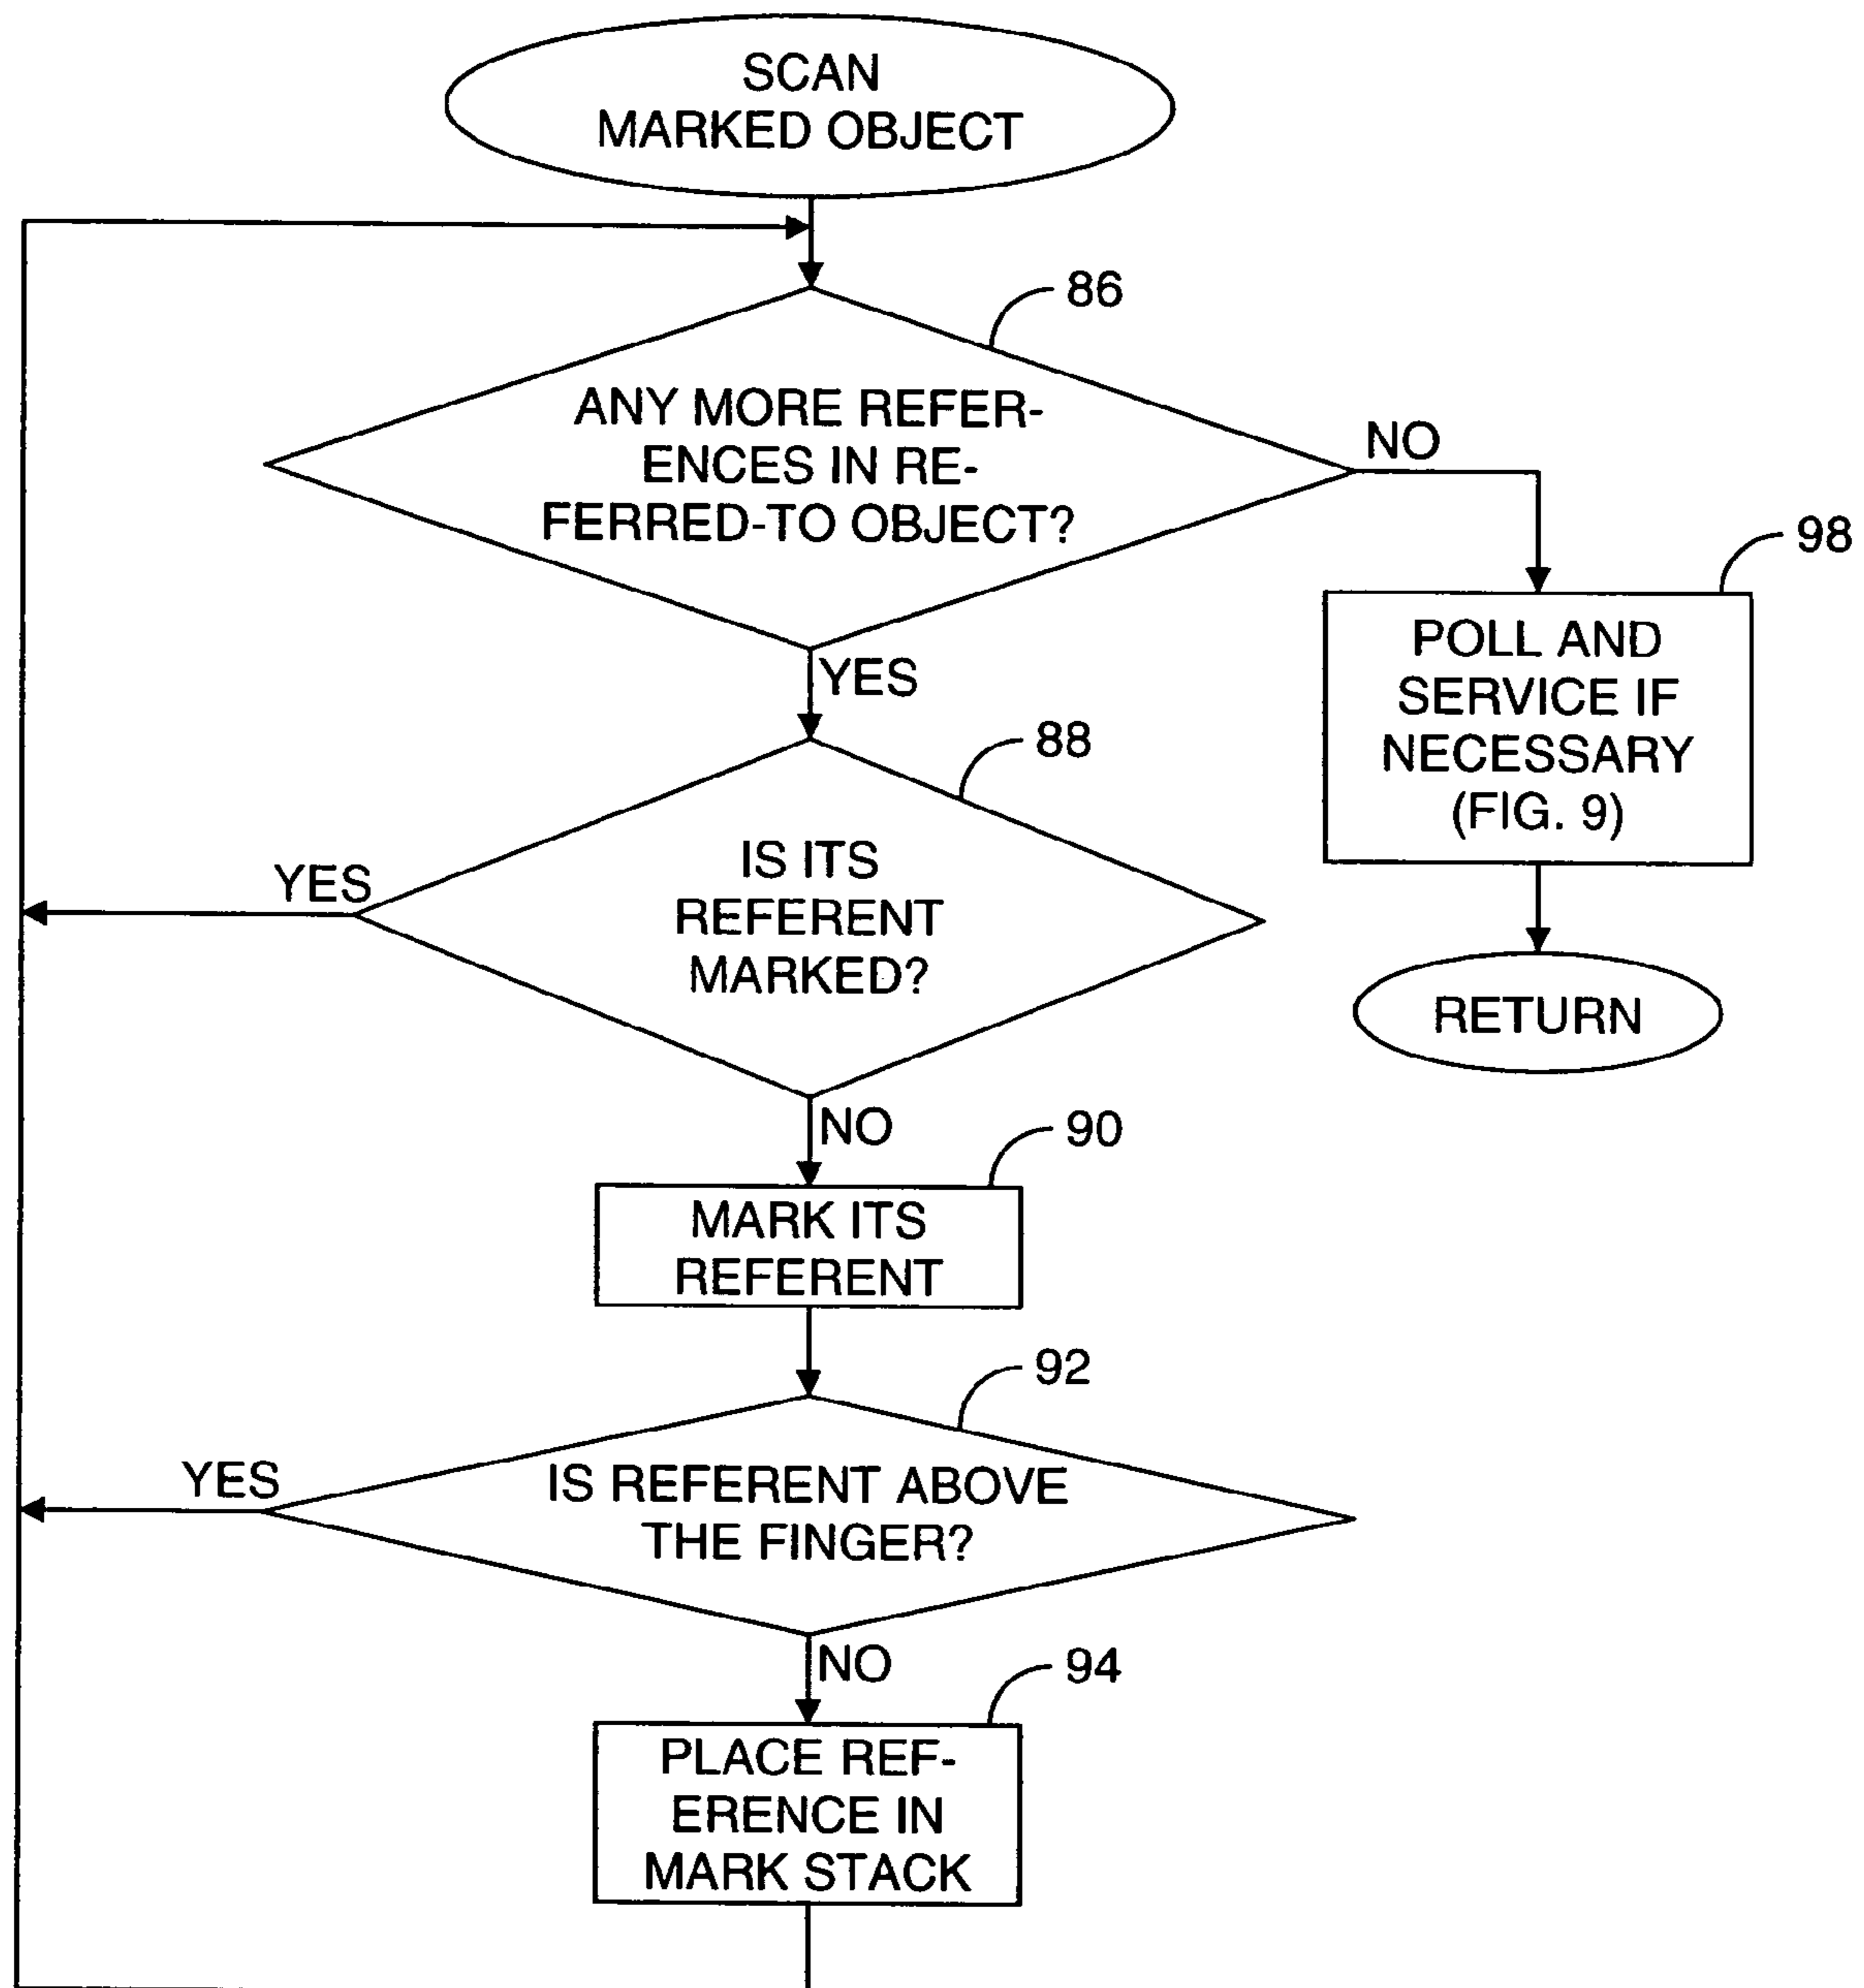 SCAN
MARKED OBJECT
86
ANY MORE REFER-
ENCES IN RE-
FERRED-TO OBJECT?
NO
98
POLL AND
SERVICE IF
NECESSARY
(FIG. 9)
RETURN
YES
88
IS ITS
REFERENT
MARKED?
YES
NO
90
MARK ITS
REFERENT
92
IS REFERENT ABOVE
THE FINGER?
YES
NO
94
PLACE REF-
ERENCE IN
MARK STACK